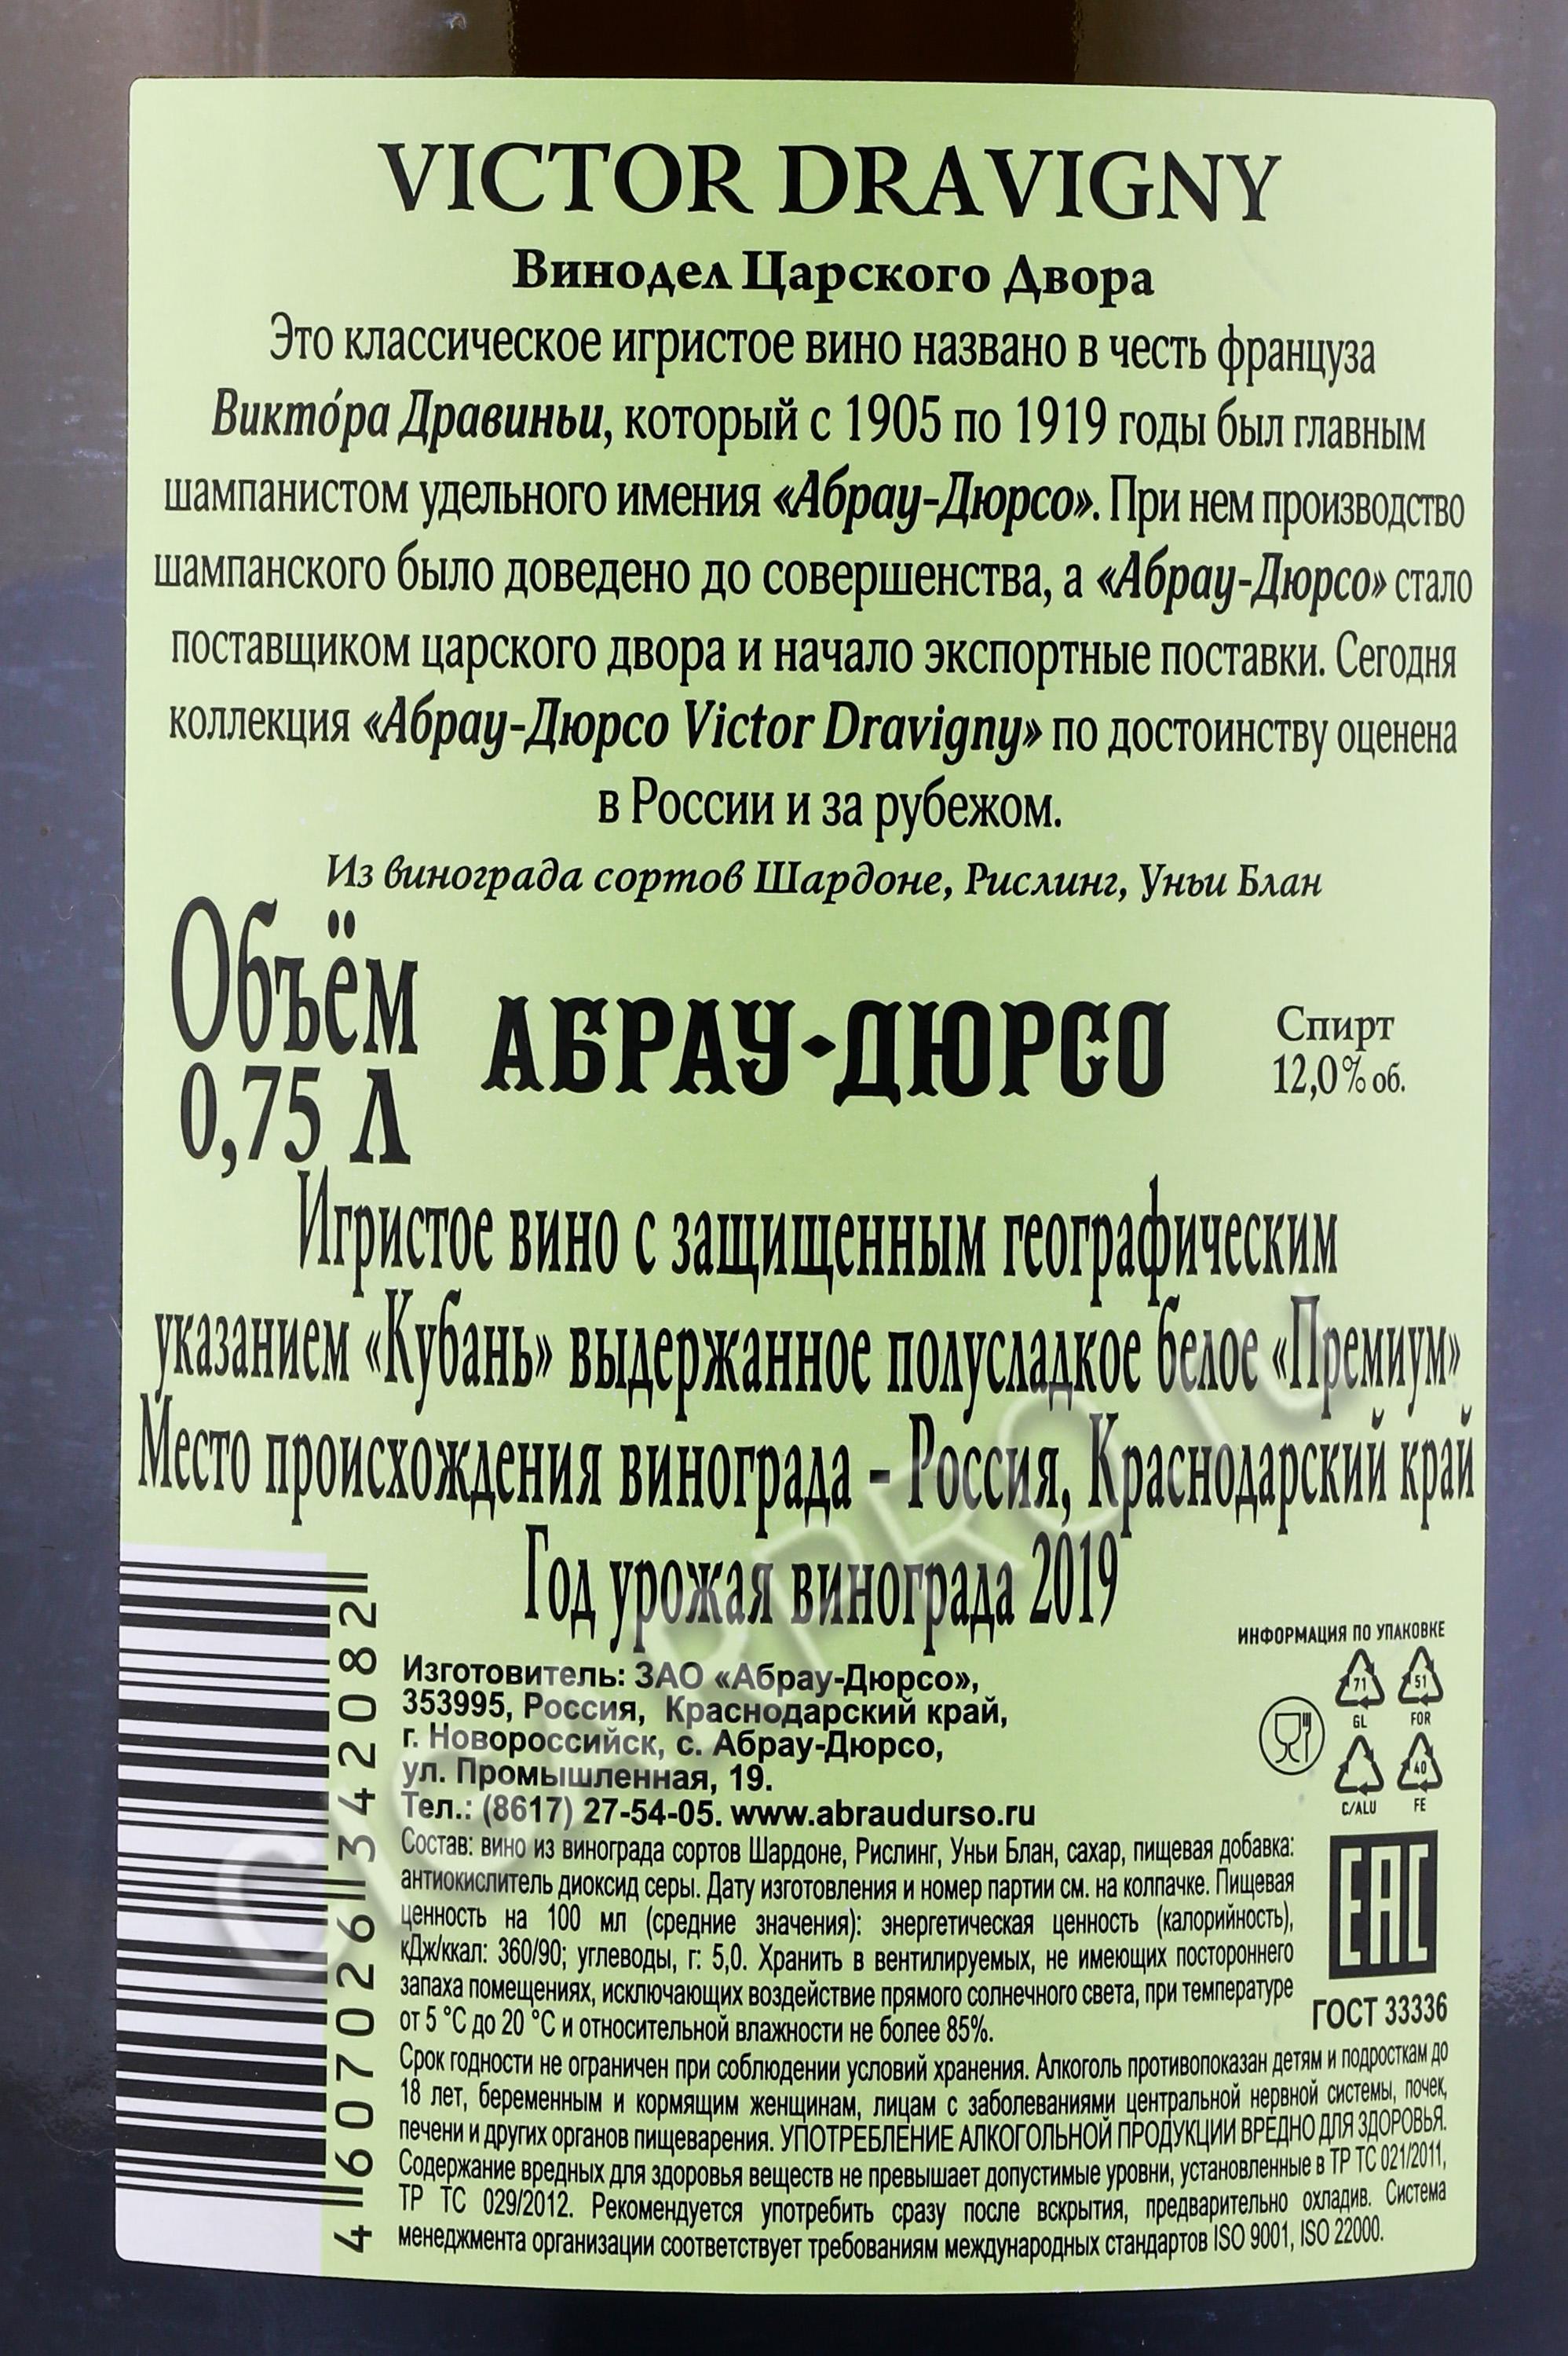 VICTOR DRAVIGNY
Винодел Царского Двора
Это классическое игристое вино названо в честь француза
Викто́ра Дравиньи, который с 1905 по 1919 годы был главным
шампанистом удельного имения «Абрау-Дюрсо». При нем производство
шампанского было доведено до совершенства, а «Абрау-Дюрсо» стало
поставщиком царского двора и начало экспортные поставки. Сегодня
коллекция «Абрау-Дюрсо Victor Dravigny» по достоинству оценена
в России и за рубежом.
Из винограда сортов Шардоне, Рислинг, Уньи Блан
Объём
0,75 Л
АБРАУ-ДЮРСО
Спирт
12,0% об.
Игристое вино с защищенным географическим
указанием «Кубань» выдержанное полусладкое белое «Премиум»
Место происхождения винограда – Россия, Краснодарский край
Год урожая винограда 2019
4 607026 342082
Изготовитель: ЗАО «Абрау-Дюрсо»,
353995, Россия, Краснодарский край,
г. Новороссийск, с. Абрау-Дюрсо,
ул. Промышленная, 19.
Тел.: (8617) 27-54-05. www.abraudurso.ru
ИНФОРМАЦИЯ ПО УПАКОВКЕ
71 51
GL FOR
40
C/ALU FE
Состав: вино из винограда сортов Шардоне, Рислинг, Уньи Блан, сахар, пищевая добавка:
антиокислитель диоксид серы. Дату изготовления и номер партии см. на колпачке. Пищевая
ценность на 100 мл (средние значения): энергетическая ценность (калорийность),
кДж/ккал: 360/90; углеводы, г: 5,0. Хранить в вентилируемых, не имеющих постороннего
запаха помещениях, исключающих воздействие прямого солнечного света, при температуре
от 5 °С до 20 °С и относительной влажности не более 85%.
EAC
ГОСТ 33336
Срок годности не ограничен при соблюдении условий хранения. Алкоголь противопоказан детям и подросткам до
18 лет, беременным и кормящим женщинам, лицам с заболеваниями центральной нервной системы, почек,
печени и других органов пищеварения. УПОТРЕБЛЕНИЕ АЛКОГОЛЬНОЙ ПРОДУКЦИИ ВРЕДНО ДЛЯ ЗДОРОВЬЯ.
Содержание вредных для здоровья веществ не превышает допустимые уровни, установленные в ТР ТС 021/2011,
ТР ТС 029/2012. Рекомендуется употребить сразу после вскрытия, предварительно охладив. Система
менеджмента организации соответствует требованиям международных стандартов ISO 9001, ISO 22000.